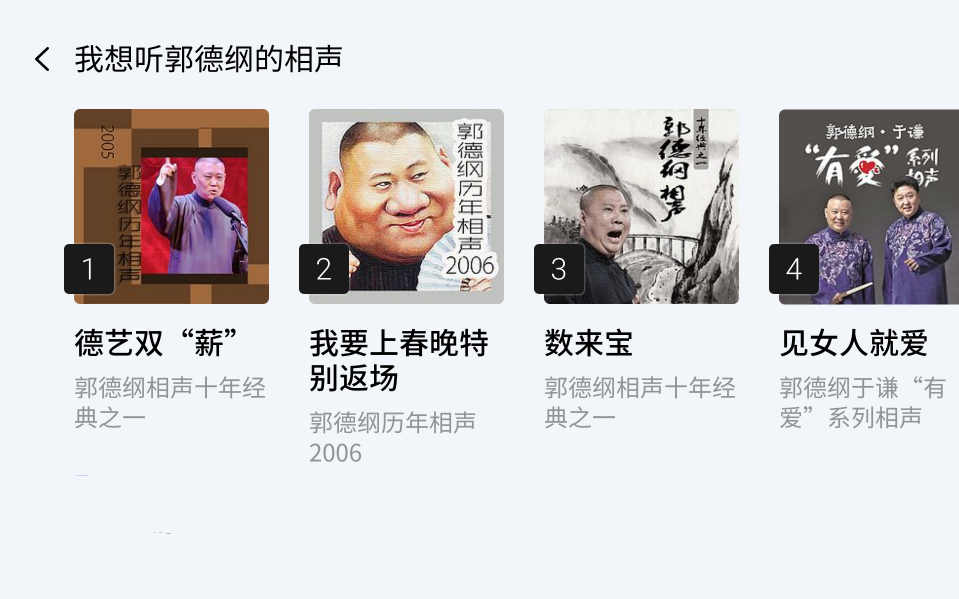 我想听郭德纲的相声
2005
郭德纲历年相声
1
郭德纲历年相声
2006
2
郭德纲相声
十年经典之一
3
郭德纲·于谦
“有爱”系列
相声
4
德艺双“薪”
郭德纲相声十年经
典之一
我要上春晚特
别返场
郭德纲历年相声
2006
数来宝
郭德纲相声十年经
典之一
见女人就爱
郭德纲于谦“有
爱”系列相声